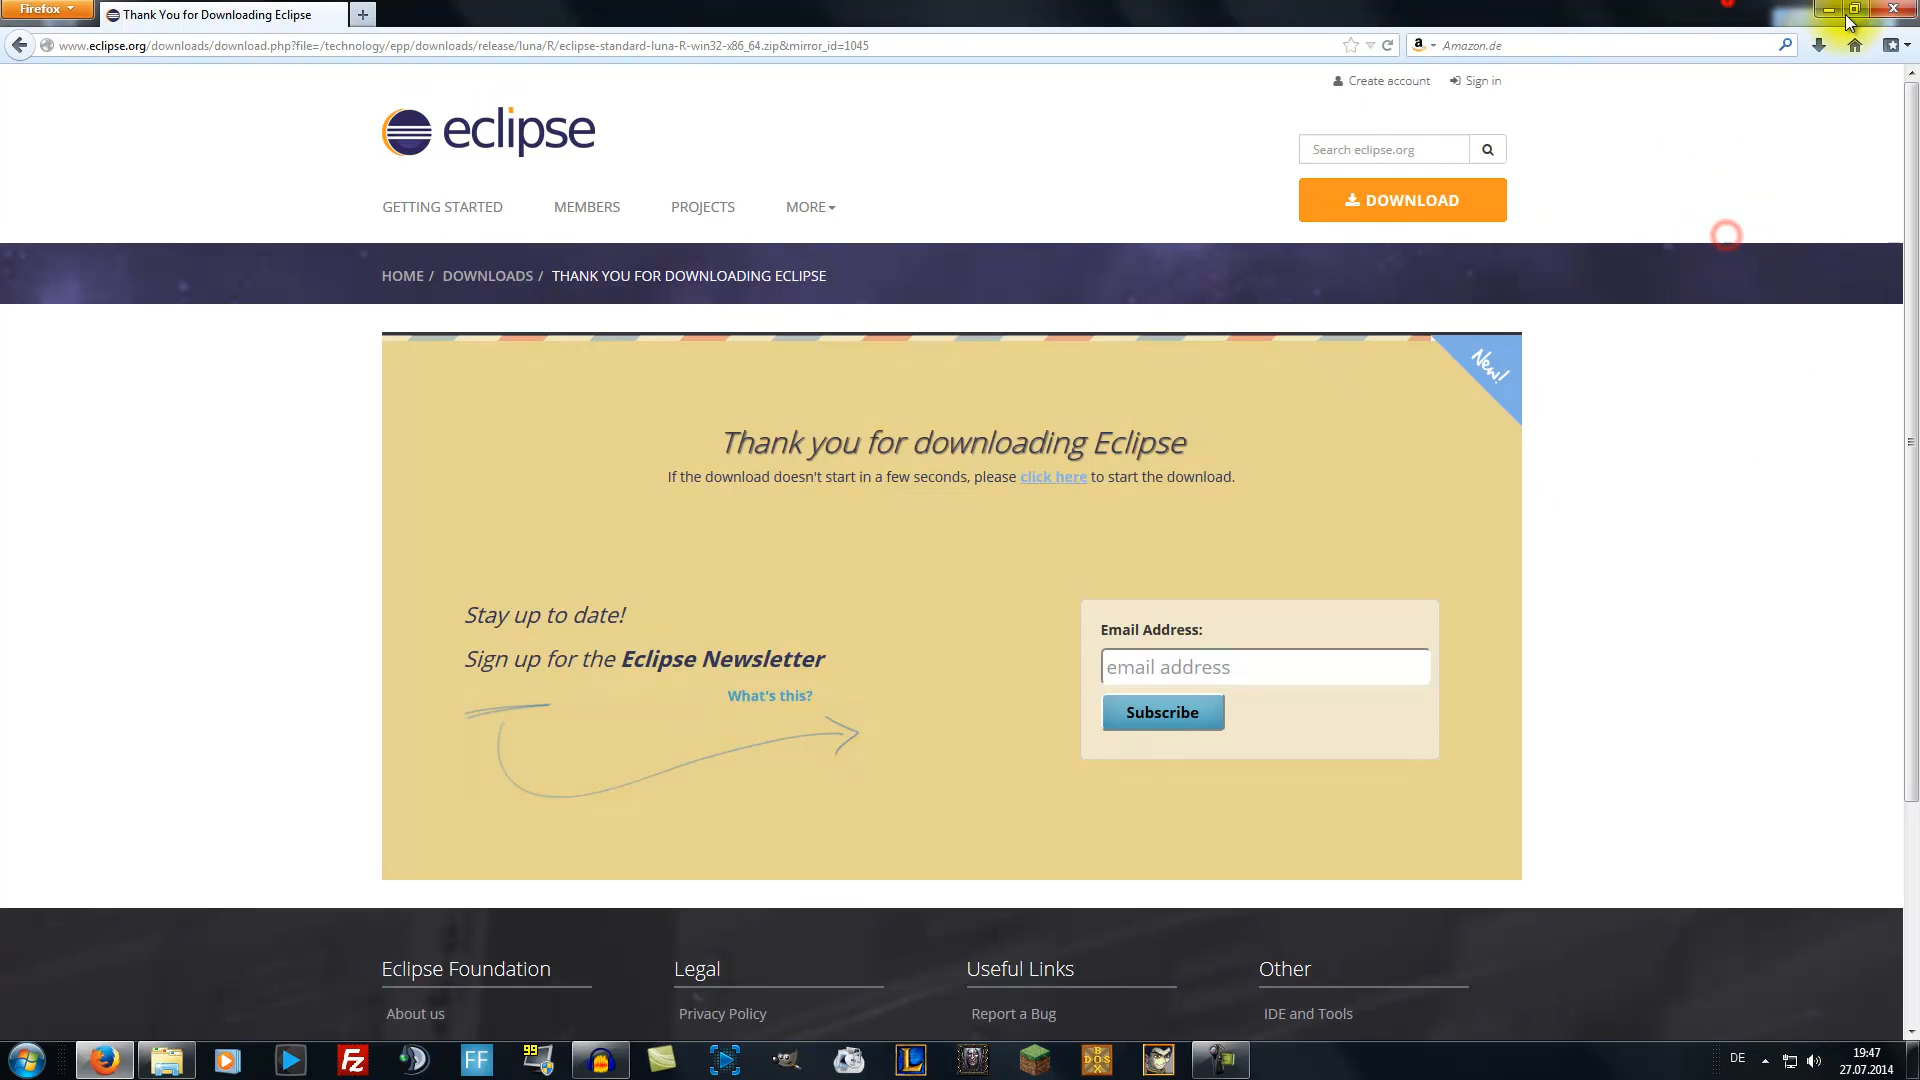 Firefox
Thank You for Downloading Eclipse
www.eclipse.org/downloads/download.php?file=/technology/epp/downloads/release/luna/R/eclipse-standard-luna-R-win32-x86_64.zip&mirror_id=1045
Amazon.de
Create account
Sign in
eclipse
Search eclipse.org
DOWNLOAD
GETTING STARTED
MEMBERS
PROJECTS
MORE
HOME / DOWNLOADS / THANK YOU FOR DOWNLOADING ECLIPSE
New!
Thank you for downloading Eclipse
If the download doesn't start in a few seconds, please click here to start the download.
Stay up to date!
Sign up for the Eclipse Newsletter
What's this?
Email Address:
email address
Subscribe
Eclipse Foundation
Legal
Useful Links
Other
About us
Privacy Policy
Report a Bug
IDE and Tools
FZ
FF
99
L
BOX
DOS
DE
19:47
27.07.2014